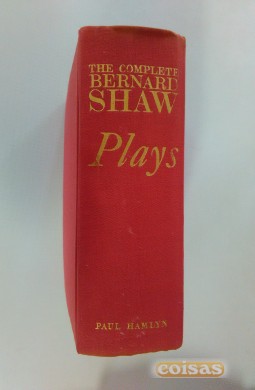 THE COMPLETE
BERNARD
SHAW
Plays
PAUL HAMLYN
coisas